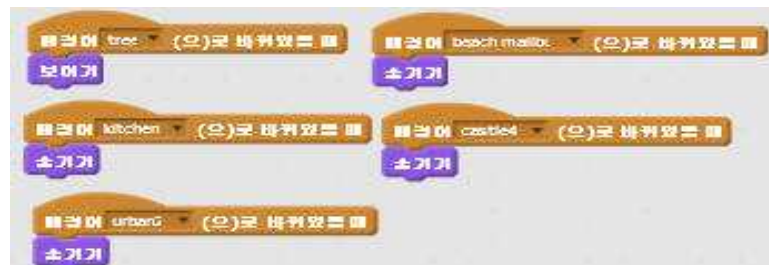 배경이 tree (으)로 바뀌었을 때
보이기
배경이 beach malibu (으)로 바뀌었을 때
숨기기
배경이 kitchen (으)로 바뀌었을 때
숨기기
배경이 castle4 (으)로 바뀌었을 때
숨기기
배경이 urban2 (으)로 바뀌었을 때
숨기기